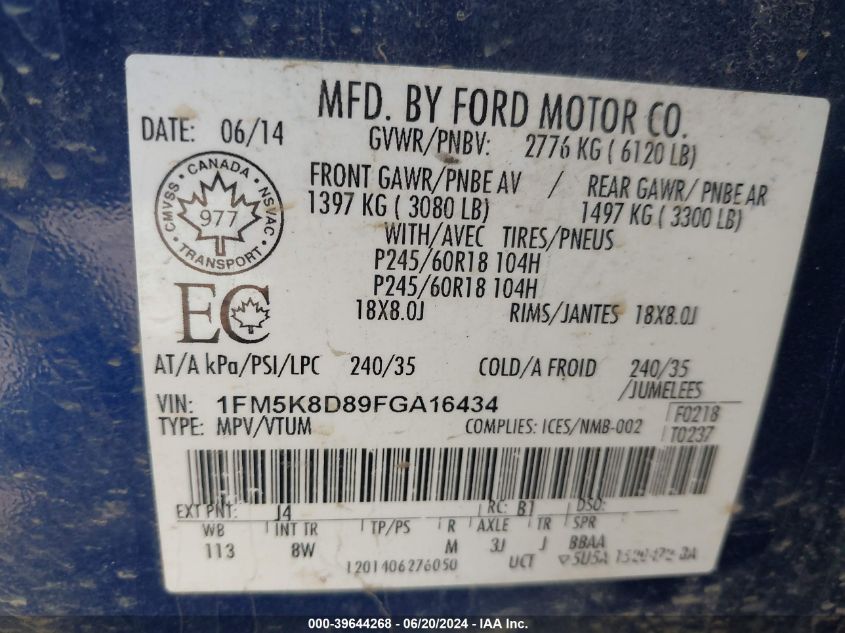 MFD. BY FORD MOTOR CO.
DATE: 06/14
GVWR/PNBV: 2776 KG ( 6120 LB)
FRONT GAWR/PNBE AV / REAR GAWR/ PNBE AR
1397 KG ( 3080 LB) 1497 KG ( 3300 LB)
WITH/AVEC TIRES/PNEUS
P245/60R18 104H
P245/60R18 104H
18X8.0J RIMS/JANTES 18X8.0J
CMVSS • CANADA • NSVAC • TRANSPORT •
977
EC
AT/A kPa/PSI/LPC 240/35 COLD/A FROID 240/35
/JUMELEES
VIN: 1FM5K8D89FGA16434
F0218
TYPE: MPV/VTUM COMPLIES: ICES/NMB-002
T0237
EXT PNT: J4 RC: B1 DSO:
WB INT TR TP/PS R AXLE TR SPR
113 8W M 3J J BBAA
1201406276050 UCT
000-39644268 - 06/20/2024 - IAA Inc.